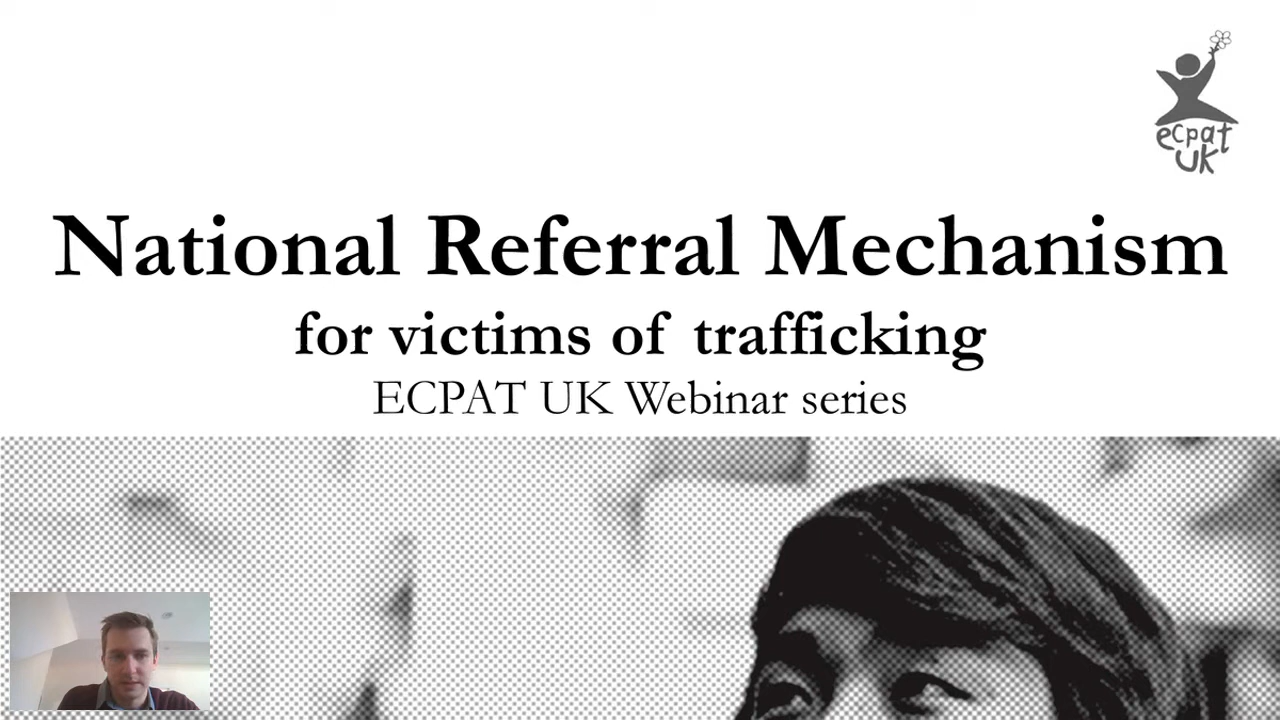 ecpat
UK
National Referral Mechanism
for victims of trafficking
ECPAT UK Webinar series